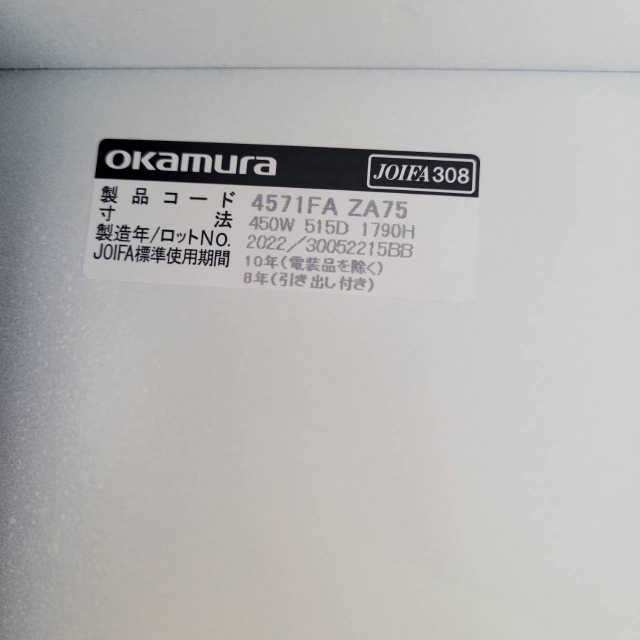 okamura JOIFA308
製品コード 4571FA ZA75
寸法 450W 515D 1790H
製造年/ロットNO. 2022/30052215BB
JOIFA標準使用期間 10年(電装品を除く)
8年(引き出し付き)